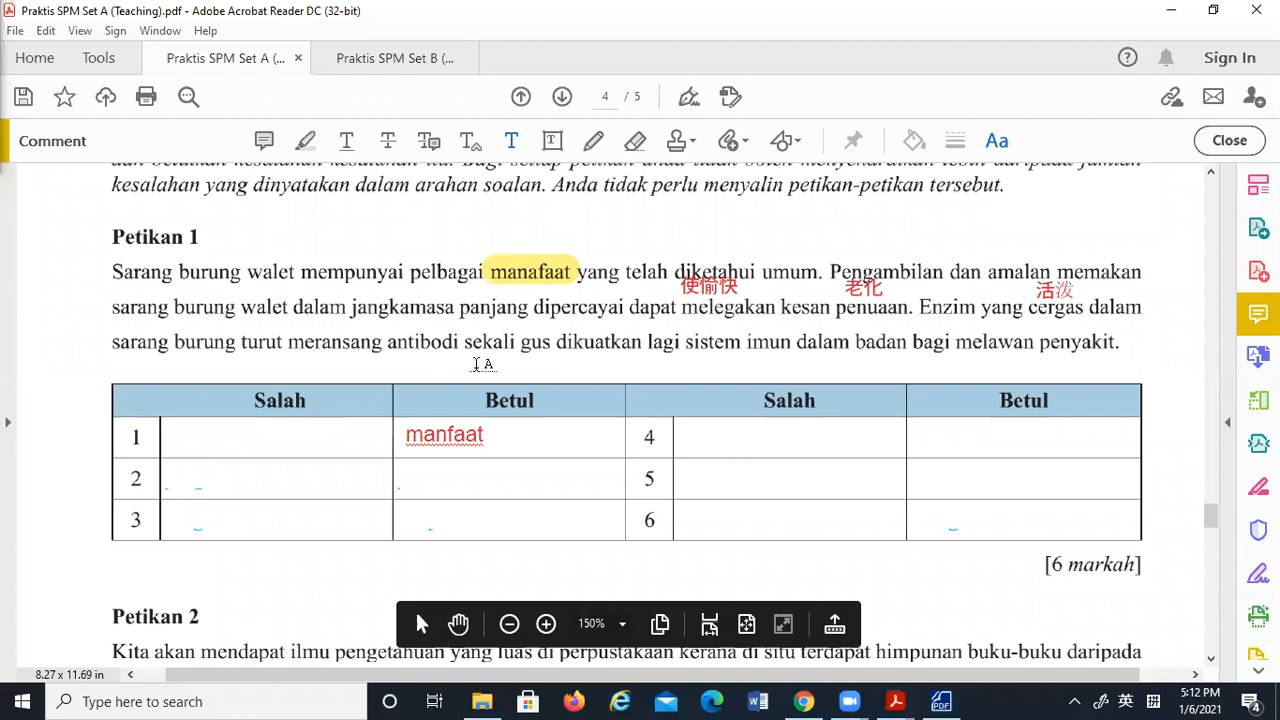 Praktis SPM Set A (Teaching).pdf - Adobe Acrobat Reader DC (32-bit)
File Edit View Sign Window Help
Home Tools Praktis SPM Set A (... × Praktis SPM Set B (... Sign In
4 / 5
Comment T T T T Aa Close
kesalahan yang dinyatakan dalam arahan soalan. Anda tidak perlu menyalin petikan-petikan tersebut.
Petikan 1
Sarang burung walet mempunyai pelbagai manafaat yang telah diketahui umum. Pengambilan dan amalan memakan
使愉快 老化 活泼
sarang burung walet dalam jangkamasa panjang dipercayai dapat melegakan kesan penuaan. Enzim yang cergas dalam
sarang burung turut meransang antibodi sekali gus dikuatkan lagi sistem imun dalam badan bagi melawan penyakit.
A
Salah Betul Salah Betul
1 manfaat 4
2 5
3 6
[6 markah]
Petikan 2
150%
Kita akan mendapat ilmu pengetahuan yang luas di perpustakaan kerana di situ terdapat himpunan buku-buku daripada
8.27 x 11.69 in
Type here to search
英 拼 5:12 PM
1/6/2021 4